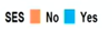 SES No Yes